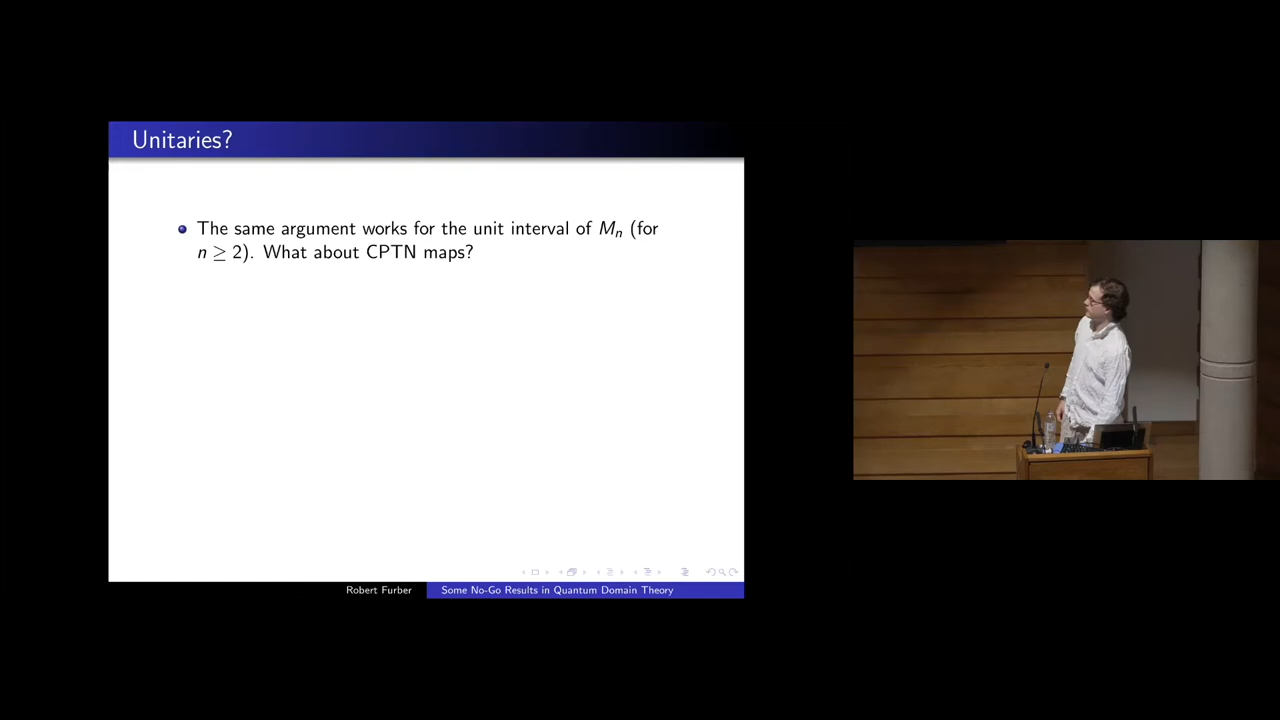 Unitaries?
The same argument works for the unit interval of Mₙ (for
n ≥ 2). What about CPTN maps?
Robert Furber
Some No-Go Results in Quantum Domain Theory